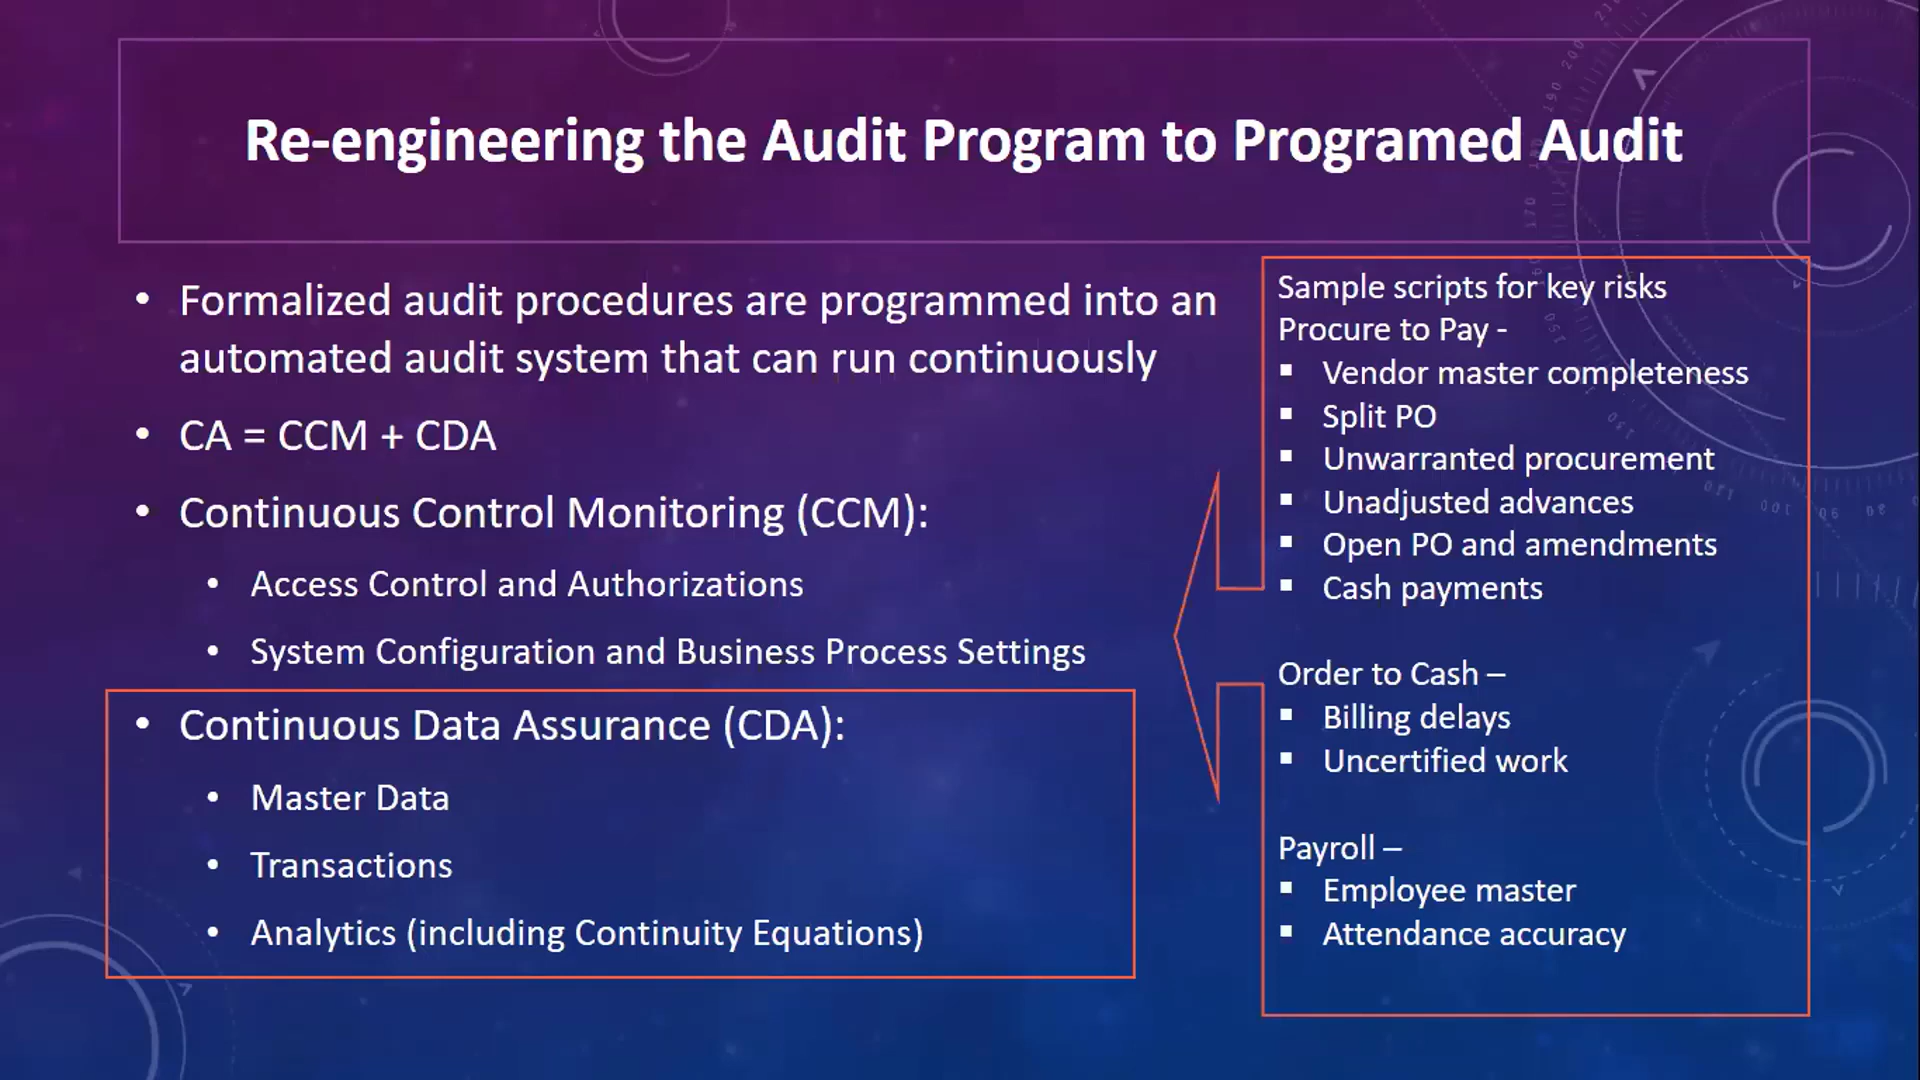 Re-engineering the Audit Program to Programed Audit
• Formalized audit procedures are programmed into an
automated audit system that can run continuously
• CA = CCM + CDA
• Continuous Control Monitoring (CCM):
• Access Control and Authorizations
• System Configuration and Business Process Settings
• Continuous Data Assurance (CDA):
• Master Data
• Transactions
• Analytics (including Continuity Equations)
Sample scripts for key risks
Procure to Pay -
▪ Vendor master completeness
▪ Split PO
▪ Unwarranted procurement
▪ Unadjusted advances
▪ Open PO and amendments
▪ Cash payments
Order to Cash –
▪ Billing delays
▪ Uncertified work
Payroll –
▪ Employee master
▪ Attendance accuracy